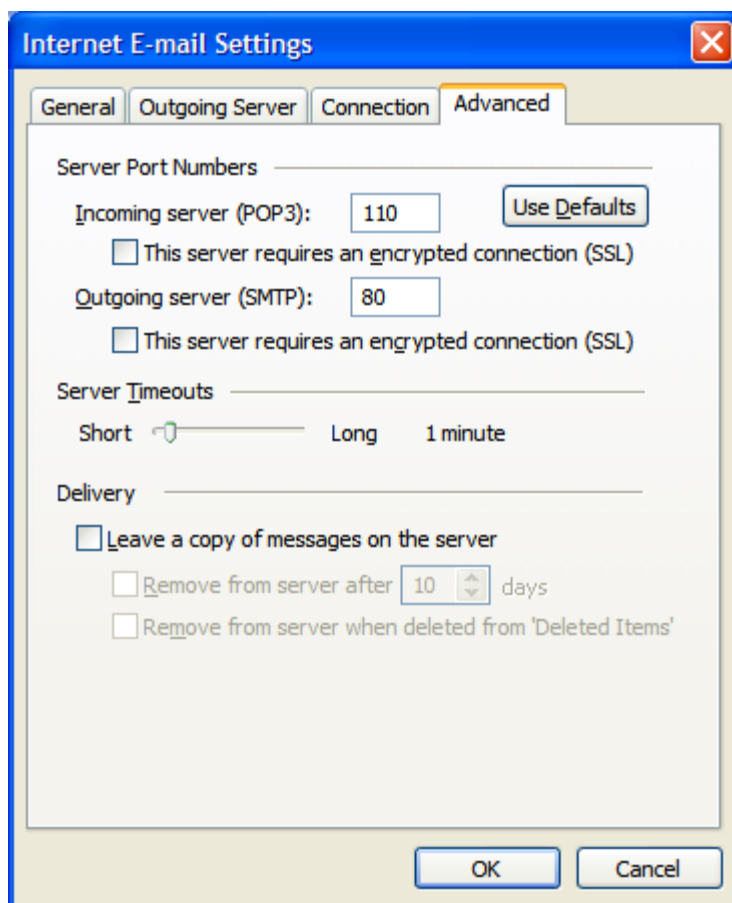 Internet E-mail Settings
General Outgoing Server Connection Advanced
Server Port Numbers
Incoming server (POP3): 110 Use Defaults
This server requires an encrypted connection (SSL)
Outgoing server (SMTP): 80
This server requires an encrypted connection (SSL)
Server Timeouts
Short Long 1 minute
Delivery
Leave a copy of messages on the server
Remove from server after 10 days
Remove from server when deleted from 'Deleted Items'
OK Cancel